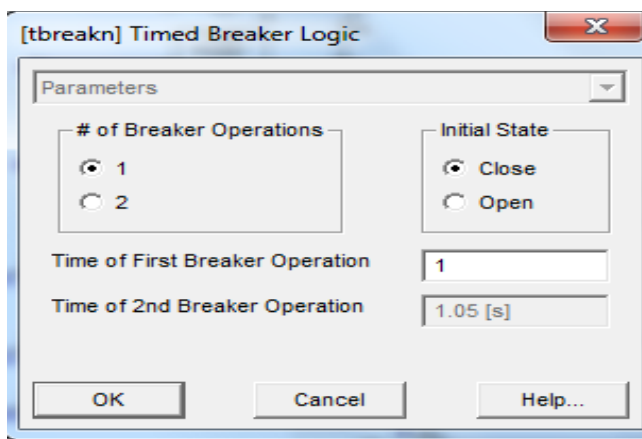 [tbreakn] Timed Breaker Logic
Parameters
# of Breaker Operations
1
2
Initial State
Close
Open
Time of First Breaker Operation
1
Time of 2nd Breaker Operation
1.05 [s]
OK
Cancel
Help...